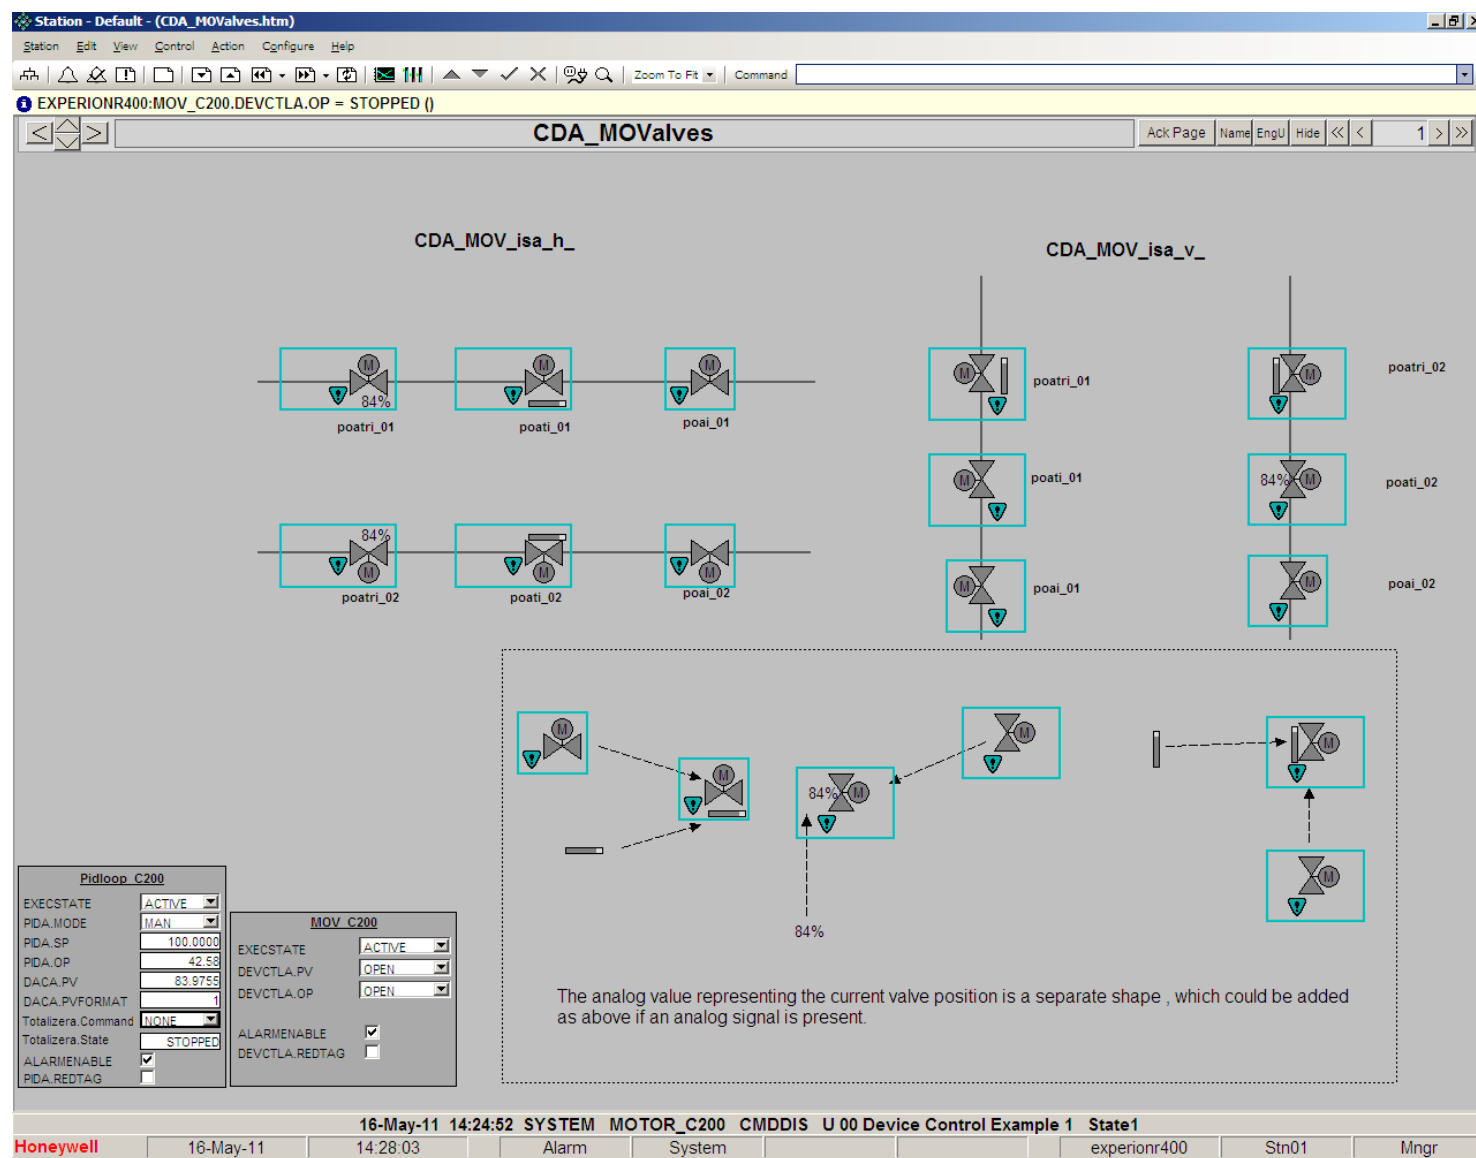 Station - Default - (CDA_MOValves.htm)
Station Edit View Control Action Configure Help
Zoom To Fit Command
EXPERIONR400:MOV_C200.DEVCTLA.OP = STOPPED ()
CDA_MOValves
Ack Page Name EngU Hide << < 1 > >>
CDA_MOV_isa_h_
CDA_MOV_isa_v_
M M M M M
84%
poatri_01 poati_01 poai_01
poatri_01
poatri_02
M 84% M
poati_01
poati_02
84%
M M M
poatri_02 poati_02 poai_02
M M
poai_01
poai_02
M M M
M 84% M
M
84%
The analog value representing the current valve position is a separate shape , which could be added
as above if an analog signal is present.
Pidloop_C200
EXECSTATE ACTIVE
PIDA.MODE MAN
PIDA.SP 100.0000
PIDA.OP 42.58
DACA.PV 83.9755
DACA.PVFORMAT 1
Totalizera.Command NONE
Totalizera.State STOPPED
ALARMENABLE
PIDA.REDTAG
MOV_C200
EXECSTATE ACTIVE
DEVCTLA.PV OPEN
DEVCTLA.OP OPEN
ALARMENABLE
DEVCTLA.REDTAG
16-May-11 14:24:52 SYSTEM MOTOR_C200 CMDDIS U 00 Device Control Example 1 State1
Honeywell 16-May-11 14:28:03 Alarm System experionr400 Stn01 Mngr